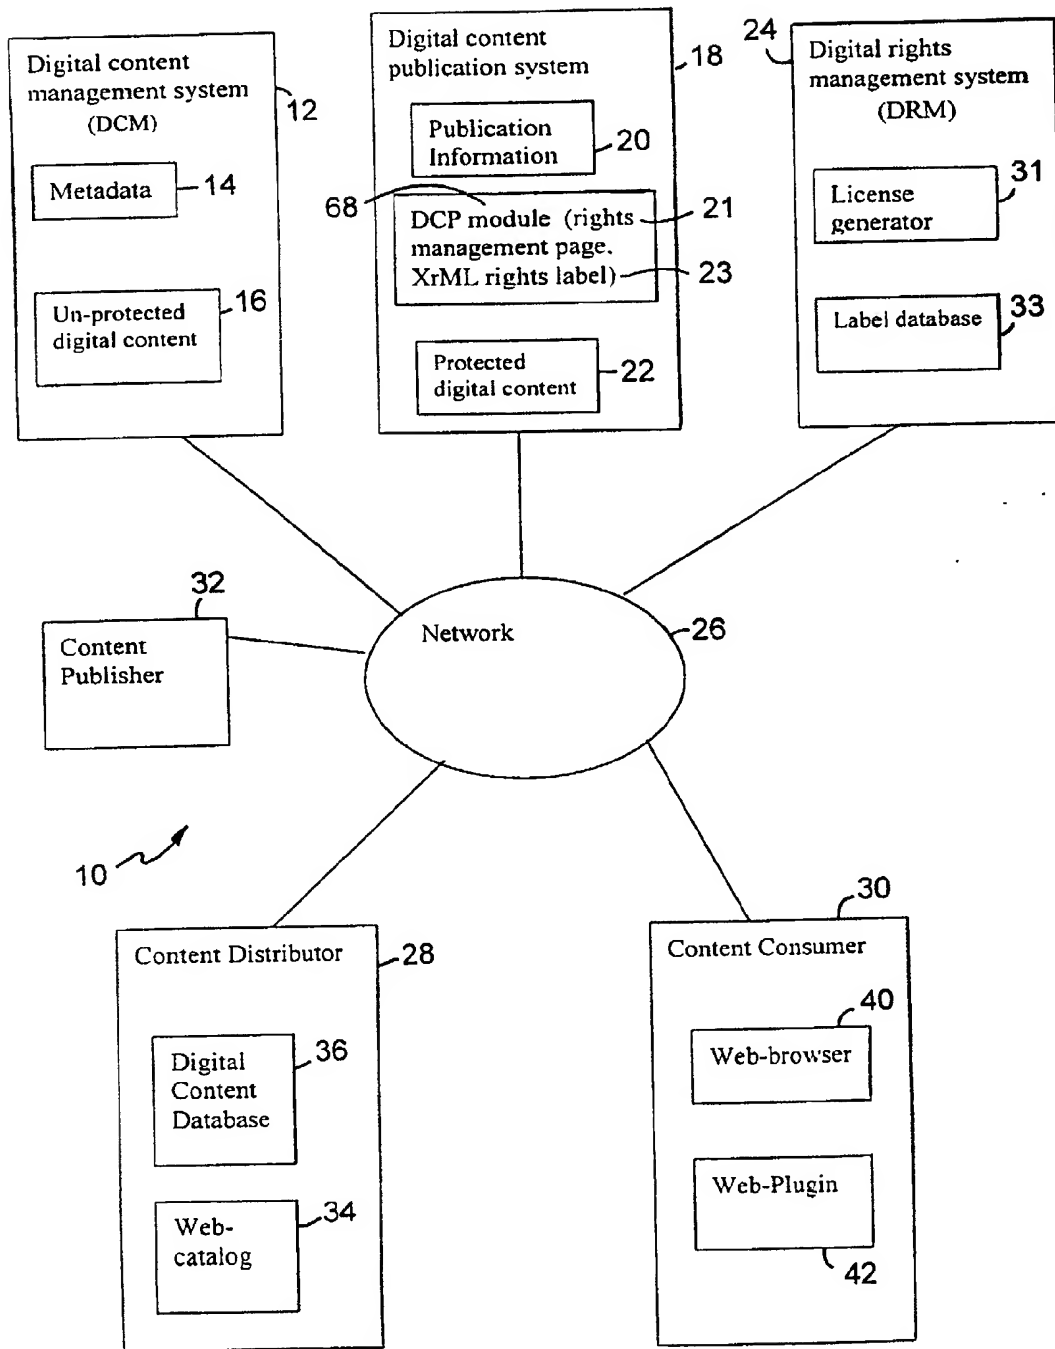 Digital content
management system
(DCM)
12
Metadata
14
Un-protected
digital content
16
Digital content
publication system
18
Publication
Information
20
68
DCP module (rights
management page.
XrML rights label)
21
23
Protected
digital content
22
24
Digital rights
management system
(DRM)
License
generator
31
Label database
33
32
Content
Publisher
Network
26
10
Content Distributor
28
Digital
Content
Database
36
Web-
catalog
34
30
Content Consumer
40
Web-browser
Web-Plugin
42